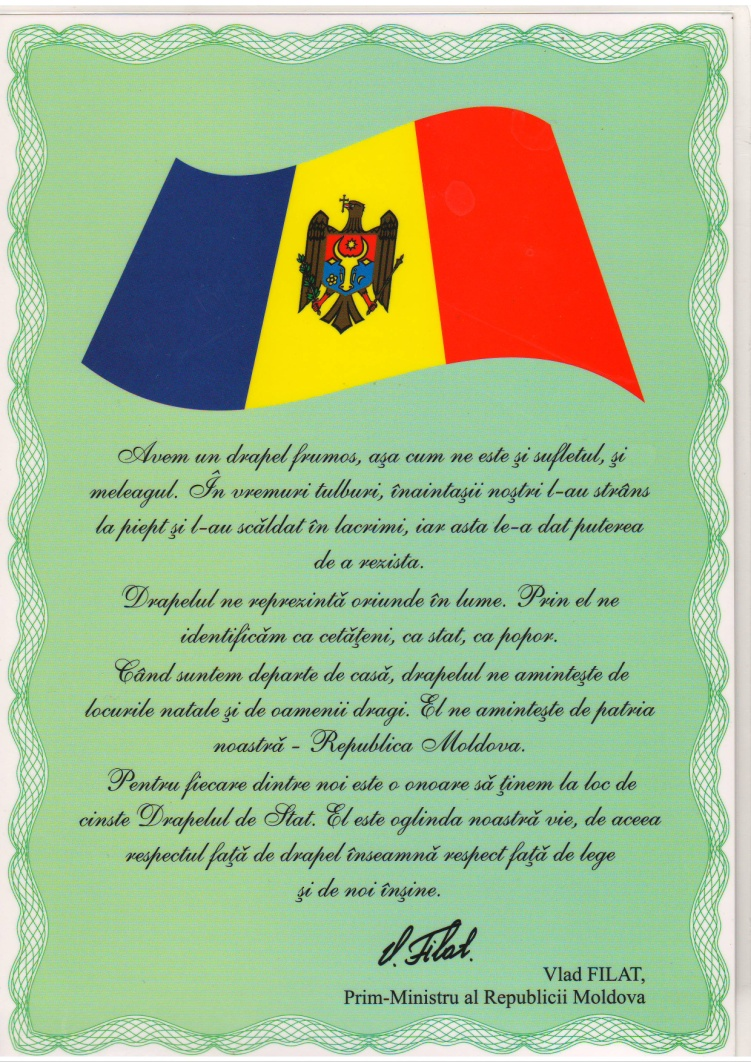 Avem un drapel frumos, aşa cum ne este şi sufletul, şi
meleagul. În vremuri tulburi, înaintaşii noştri l-au strâns
la piept şi l-au scăldat în lacrimi, iar asta le-a dat puterea
de a rezista.
Drapelul ne reprezintă oriunde în lume. Prin el ne
identificăm ca cetăţeni, ca stat, ca popor.
Când suntem departe de casă, drapelul ne aminteşte de
locurile natale şi de oamenii dragi. El ne aminteşte de patria
noastră - Republica Moldova.
Pentru fiecare dintre noi este o onoare să ţinem la loc de
cinste Drapelul de Stat. El este oglinda noastră vie, de aceea
respectul faţă de drapel înseamnă respect faţă de lege
şi de noi înşine.
V. Filat.
Vlad FILAT,
Prim-Ministru al Republicii Moldova